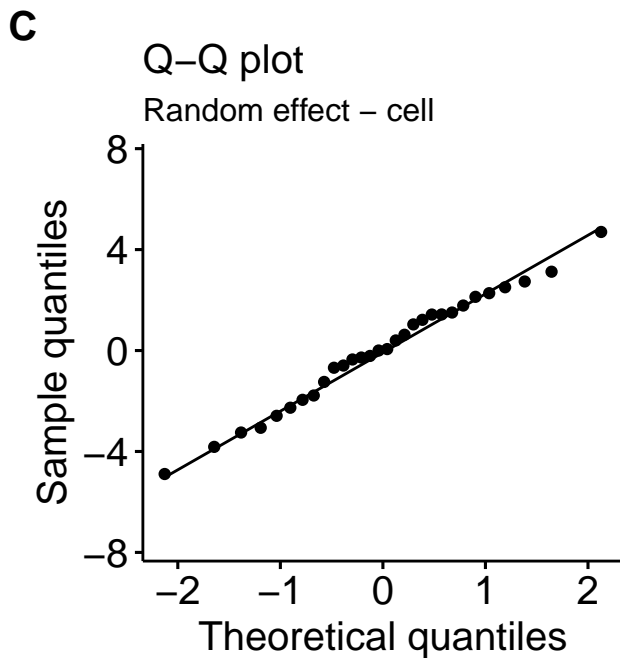 C
Q–Q plot
Random effect – cell
8
4
0
−4
−8
Sample quantiles
−2 −1 0 1 2
Theoretical quantiles